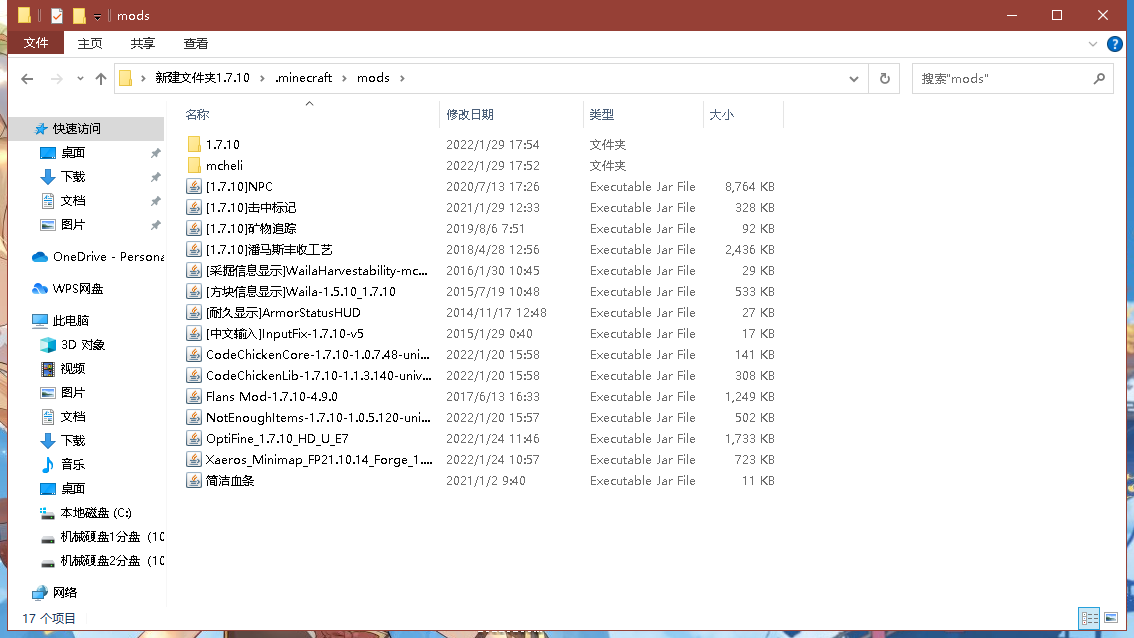 mods
文件 主页 共享 查看
新建文件夹1.7.10 › .minecraft › mods ›
搜索"mods"
名称 修改日期 类型 大小
快速访问
桌面
下载
文档
图片
OneDrive - Persona
WPS网盘
此电脑
3D 对象
视频
图片
文档
下载
音乐
桌面
本地磁盘 (C:)
机械硬盘1分盘 (10
机械硬盘2分盘 (10
网络
1.7.10 2022/1/29 17:54 文件夹
mcheli 2022/1/29 17:52 文件夹
[1.7.10]NPC 2020/7/13 17:26 Executable Jar File 8,764 KB
[1.7.10]击中标记 2021/1/29 12:33 Executable Jar File 328 KB
[1.7.10]矿物追踪 2019/8/6 7:51 Executable Jar File 92 KB
[1.7.10]潘马斯丰收工艺 2018/4/28 12:56 Executable Jar File 2,436 KB
[采掘信息显示]WailaHarvestability-mc... 2016/1/30 10:45 Executable Jar File 29 KB
[方块信息显示]Waila-1.5.10_1.7.10 2015/7/19 10:48 Executable Jar File 533 KB
[耐久显示]ArmorStatusHUD 2014/11/17 12:48 Executable Jar File 27 KB
[中文输入]InputFix-1.7.10-v5 2015/1/29 0:40 Executable Jar File 17 KB
CodeChickenCore-1.7.10-1.0.7.48-uni... 2022/1/20 15:58 Executable Jar File 141 KB
CodeChickenLib-1.7.10-1.1.3.140-univ... 2022/1/20 15:58 Executable Jar File 308 KB
Flans Mod-1.7.10-4.9.0 2017/6/13 16:33 Executable Jar File 1,249 KB
NotEnoughItems-1.7.10-1.0.5.120-uni... 2022/1/20 15:57 Executable Jar File 502 KB
OptiFine_1.7.10_HD_U_E7 2022/1/24 11:46 Executable Jar File 1,733 KB
Xaeros_Minimap_FP21.10.14_Forge_1.... 2022/1/24 10:57 Executable Jar File 723 KB
简洁血条 2021/1/2 9:40 Executable Jar File 11 KB
17 个项目